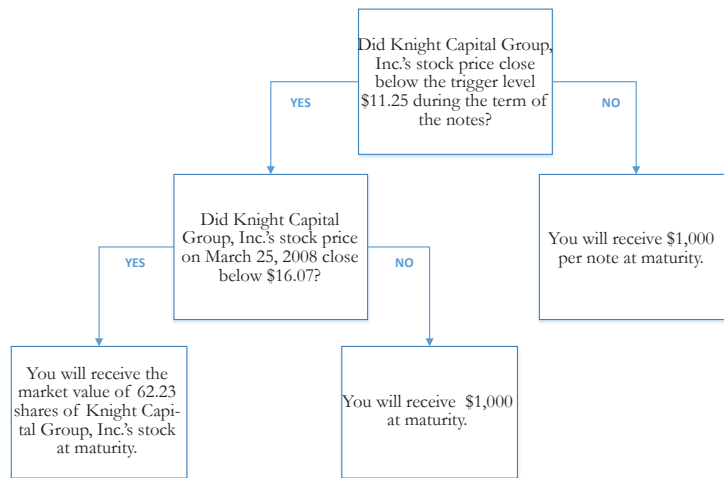 Did Knight Capital Group,
Inc.'s stock price close
below the trigger level
$11.25 during the term of
the notes?
YES
NO
Did Knight Capital
Group, Inc.'s stock price
on March 25, 2008 close
below $16.07?
You will receive $1,000
per note at maturity.
YES
NO
You will receive the
market value of 62.23
shares of Knight Capi-
tal Group, Inc.'s stock
at maturity.
You will receive $1,000
at maturity.